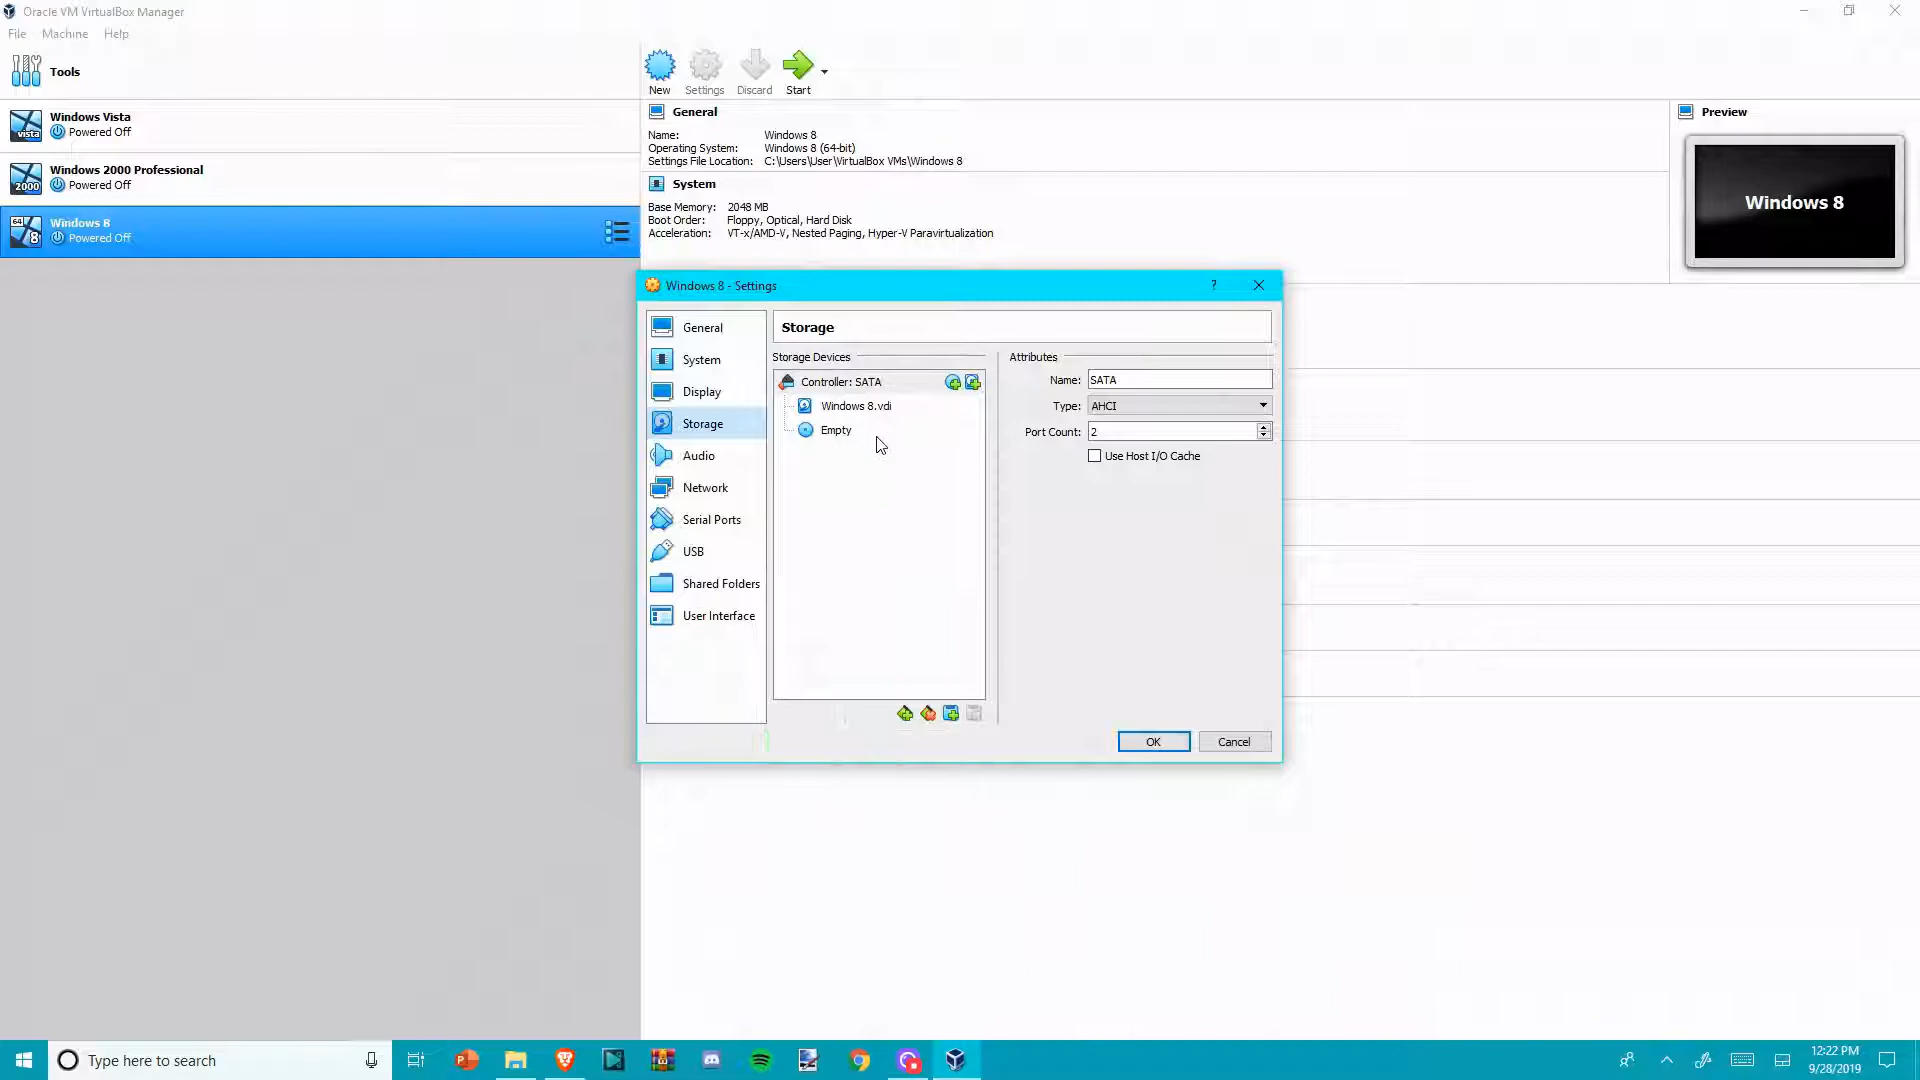 Oracle VM VirtualBox Manager
File Machine Help
Tools
New Settings Discard Start
Windows Vista
Powered Off
vista
Windows 2000 Professional
Powered Off
2000
Windows 8
Powered Off
64
8
General
Name: Windows 8
Operating System: Windows 8 (64-bit)
Settings File Location: C:\Users\User\VirtualBox VMs\Windows 8
System
Base Memory: 2048 MB
Boot Order: Floppy, Optical, Hard Disk
Acceleration: VT-x/AMD-V, Nested Paging, Hyper-V Paravirtualization
Preview
Windows 8
Windows 8 - Settings
?
General
System
Display
Storage
Audio
Network
Serial Ports
USB
Shared Folders
User Interface
Storage
Storage Devices
Controller: SATA
Windows 8.vdi
Empty
Attributes
Name: SATA
Type: AHCI
Port Count: 2
Use Host I/O Cache
OK Cancel
Type here to search
12:22 PM
9/28/2019